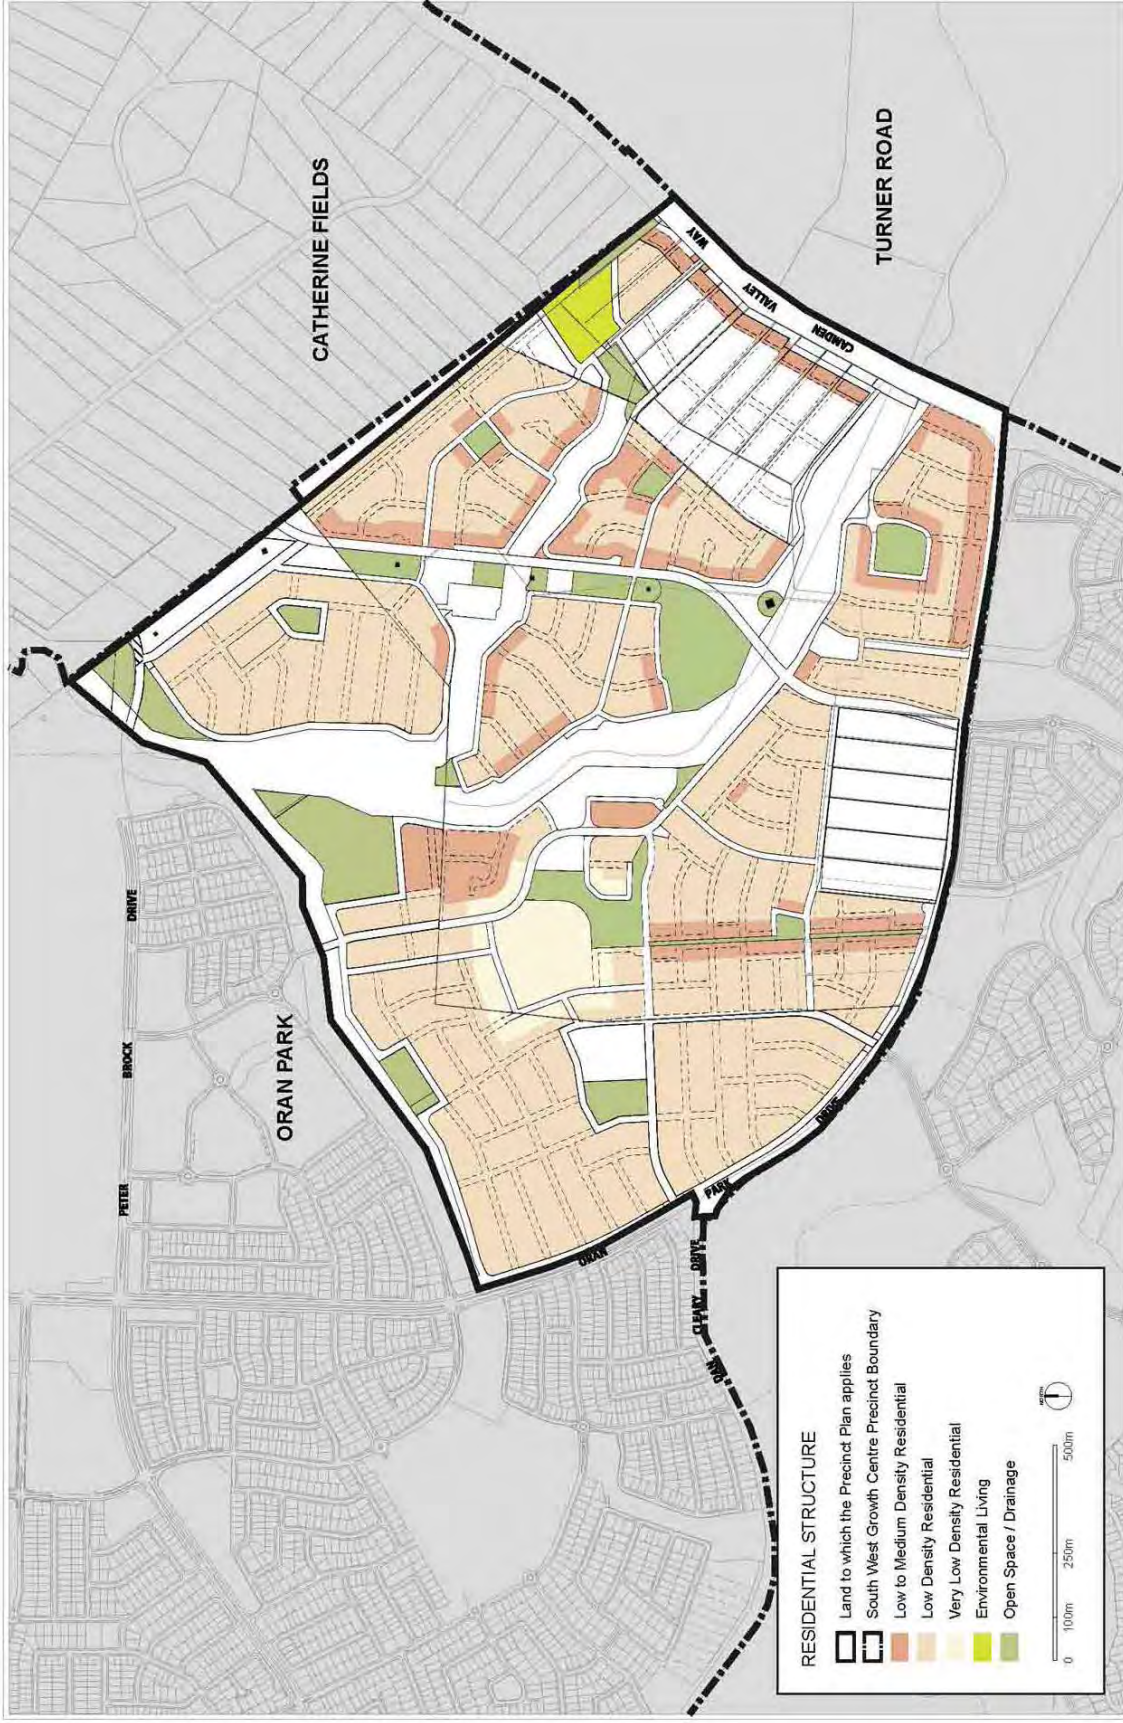 CATHERINE FIELDS
TURNER ROAD
ORAN PARK
PETER
BROCK
DRIVE
CAMDEN
VALLEY
WAY
ORAN
PARK
DRIVE
DAN
CLEARY
DRIVE
RESIDENTIAL STRUCTURE
Land to which the Precinct Plan applies
South West Growth Centre Precinct Boundary
Low to Medium Density Residential
Low Density Residential
Very Low Density Residential
Environmental Living
Open Space / Drainage
0 100m 250m 500m
NORTH